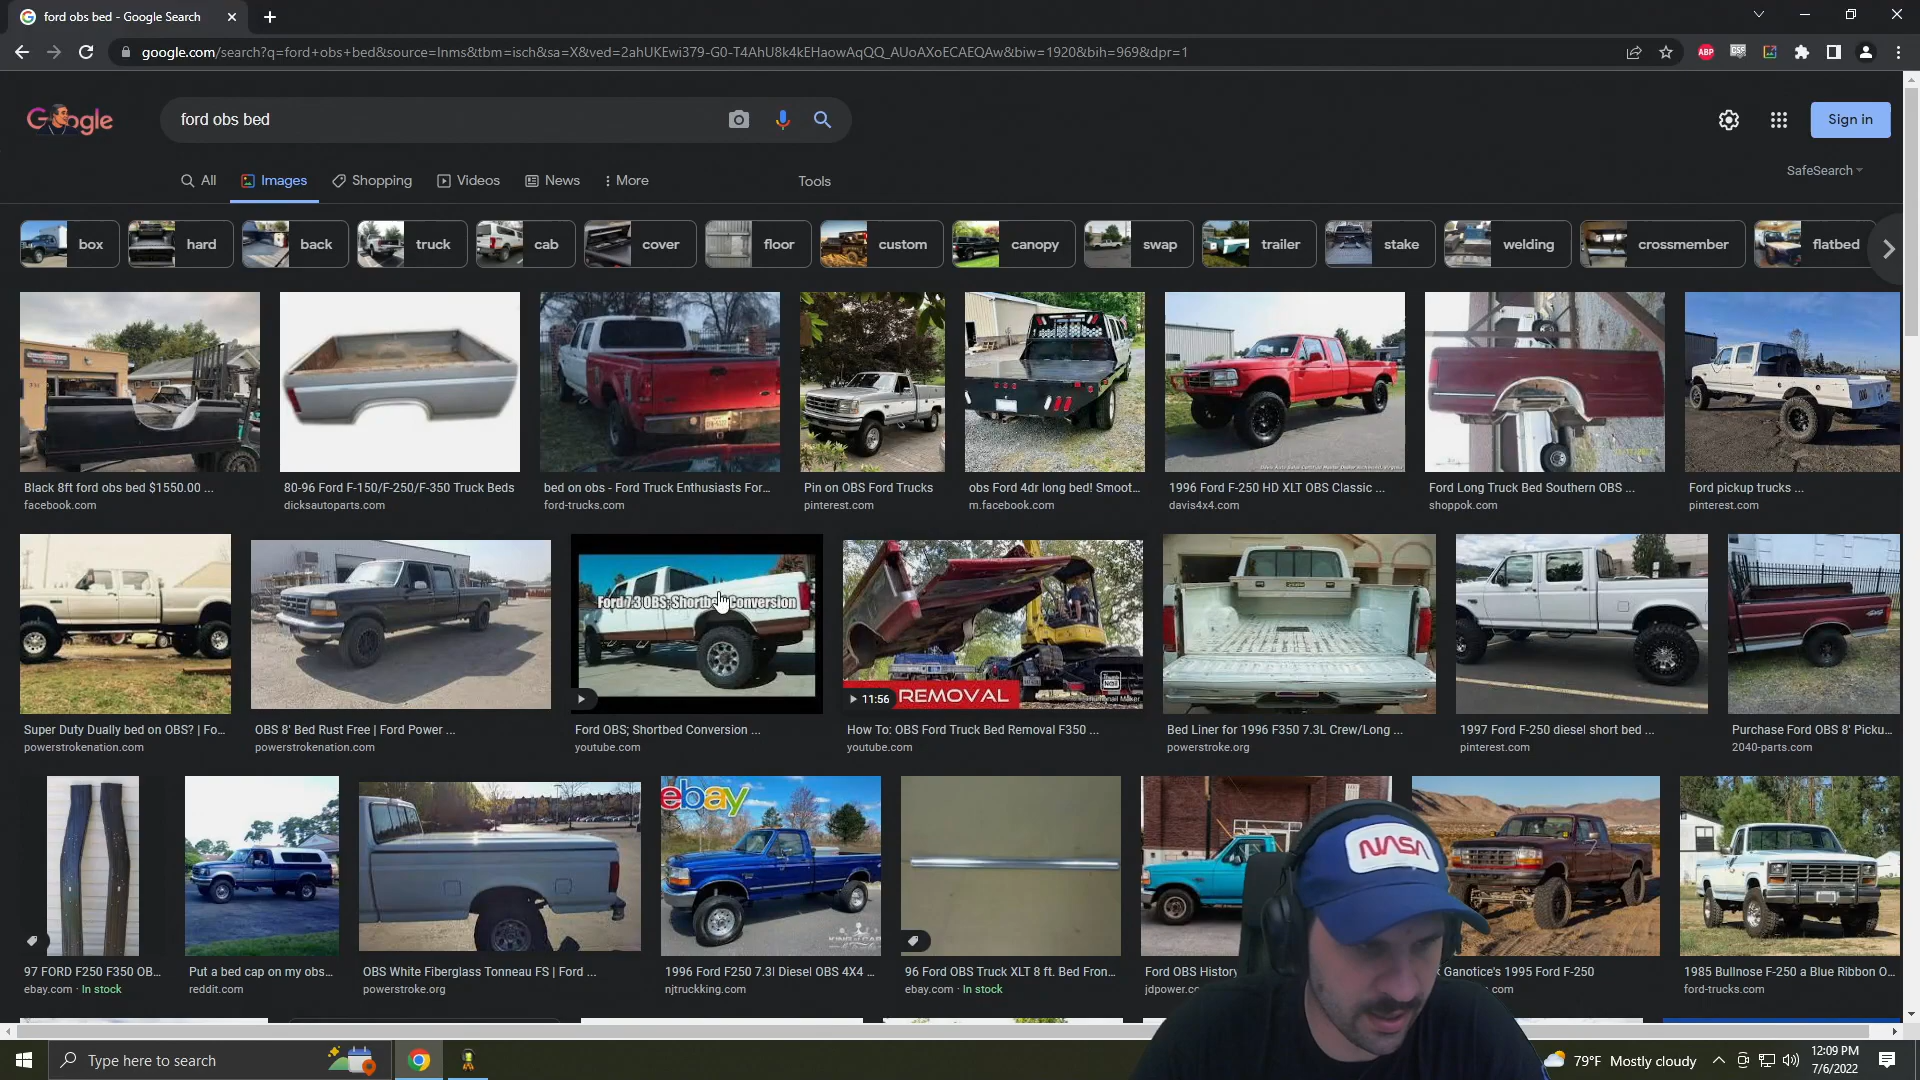 ford obs bed - Google Search
google.com/search?q=ford+obs+bed&source=lnms&tbm=isch&sa=X&ved=2ahUKEwi379-G0-T4AhU8k4kEHaowAqQQ_AUoAXoECAEQAw&biw=1920&bih=969&dpr=1
ABP
Google
ford obs bed
Sign in
All Images Shopping Videos News More Tools
SafeSearch
box hard back truck cab cover floor custom canopy swap trailer stake welding crossmember flatbed
Black 8ft ford obs bed $1550.00 ...
facebook.com
80-96 Ford F-150/F-250/F-350 Truck Beds
dicksautoparts.com
bed on obs - Ford Truck Enthusiasts For...
ford-trucks.com
Pin on OBS Ford Trucks
pinterest.com
obs Ford 4dr long bed! Smoot...
m.facebook.com
1996 Ford F-250 HD XLT OBS Classic ...
davis4x4.com
Ford Long Truck Bed Southern OBS ...
shoppok.com
Ford pickup trucks ...
pinterest.com
Ford 7.3 OBS; Shortbed Conversion
11:56
REMOVAL
Super Duty Dually bed on OBS? | Fo...
powerstrokenation.com
OBS 8' Bed Rust Free | Ford Power ...
powerstrokenation.com
Ford OBS; Shortbed Conversion ...
youtube.com
How To: OBS Ford Truck Bed Removal F350 ...
youtube.com
Bed Liner for 1996 F350 7.3L Crew/Long ...
powerstroke.org
1997 Ford F-250 diesel short bed ...
pinterest.com
Purchase Ford OBS 8' Picku...
2040-parts.com
ebay
NASA
97 FORD F250 F350 OB...
ebay.com · In stock
Put a bed cap on my obs...
reddit.com
OBS White Fiberglass Tonneau FS | Ford ...
powerstroke.org
1996 Ford F250 7.3l Diesel OBS 4X4 ...
njtruckking.com
96 Ford OBS Truck XLT 8 ft. Bed Fron...
ebay.com · In stock
Ford OBS History
jdpower.co
Ganotice's 1995 Ford F-250
.com
1985 Bullnose F-250 a Blue Ribbon O...
ford-trucks.com
Type here to search
79°F Mostly cloudy
12:09 PM
7/6/2022